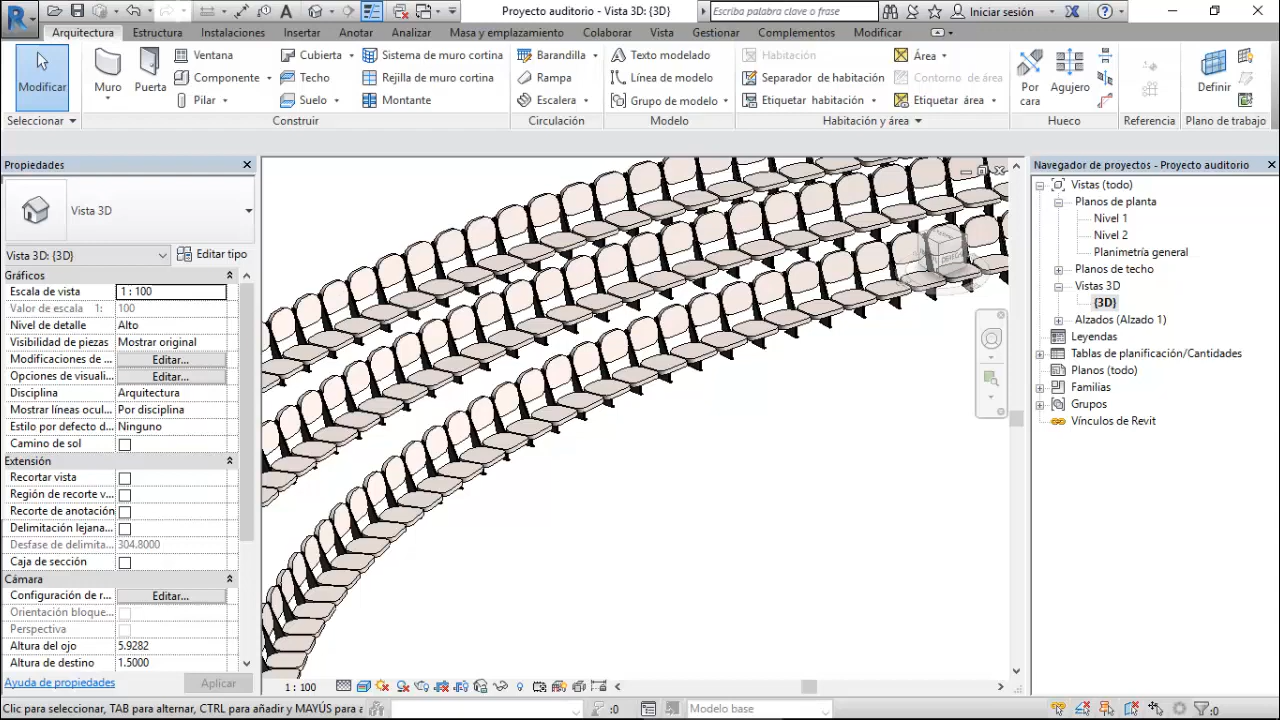 Proyecto auditorio - Vista 3D: {3D}
Escriba palabra clave o frase
Iniciar sesión
Arquitectura
Estructura
Instalaciones
Insertar
Anotar
Analizar
Masa y emplazamiento
Colaborar
Vista
Gestionar
Complementos
Modificar
Modificar
Muro
Puerta
Ventana
Componente
Pilar
Cubierta
Techo
Suelo
Sistema de muro cortina
Rejilla de muro cortina
Montante
Barandilla
Rampa
Escalera
Texto modelado
Línea de modelo
Grupo de modelo
Habitación
Separador de habitación
Etiquetar habitación
Área
Contorno de área
Etiquetar área
Por
cara
Agujero
Definir
Seleccionar
Construir
Circulación
Modelo
Habitación y área
Hueco
Referencia
Plano de trabajo
Propiedades
Vista 3D
Vista 3D: {3D}
Editar tipo
Gráficos
Escala de vista 1 : 100
Valor de escala 1: 100
Nivel de detalle Alto
Visibilidad de piezas Mostrar original
Modificaciones de ... Editar...
Opciones de visuali... Editar...
Disciplina Arquitectura
Mostrar líneas ocul... Por disciplina
Estilo por defecto d... Ninguno
Camino de sol
Extensión
Recortar vista
Región de recorte v...
Recorte de anotación
Delimitación lejana...
Desfase de delimita... 304.8000
Caja de sección
Cámara
Configuración de r... Editar...
Orientación bloque...
Perspectiva
Altura del ojo 5.9282
Altura de destino 1.5000
Ayuda de propiedades
Aplicar
1 : 100
Navegador de proyectos - Proyecto auditorio
Vistas (todo)
Planos de planta
Nivel 1
Nivel 2
Planimetría general
Planos de techo
Vistas 3D
{3D}
Alzados (Alzado 1)
Leyendas
Tablas de planificación/Cantidades
Planos (todo)
Familias
Grupos
Vínculos de Revit
Clic para seleccionar, TAB para alternar, CTRL para añadir y MAYÚS para a
:0
Modelo base
:0